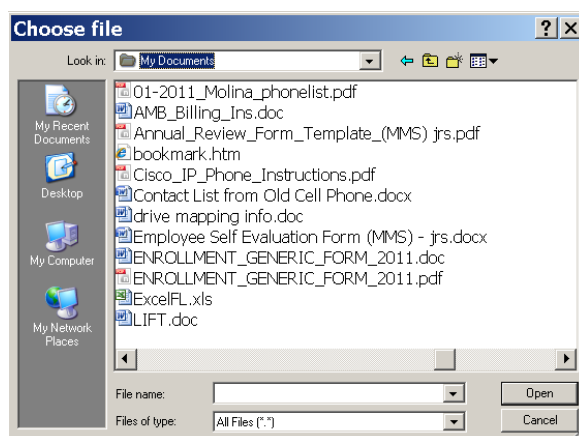 Choose file
Look in: My Documents
My Recent
Documents
Desktop
My Computer
My Network
Places
01-2011_Molina_phonelist.pdf
AMB_Billing_Ins.doc
Annual_Review_Form_Template_(MMS) jrs.pdf
bookmark.htm
Cisco_IP_Phone_Instructions.pdf
Contact List from Old Cell Phone.docx
drive mapping info.doc
Employee Self Evaluation Form (MMS) - jrs.docx
ENROLLMENT_GENERIC_FORM_2011.doc
ENROLLMENT_GENERIC_FORM_2011.pdf
ExcelFL.xls
LIFT.doc
File name: Open
Files of type: All Files (*.*) Cancel